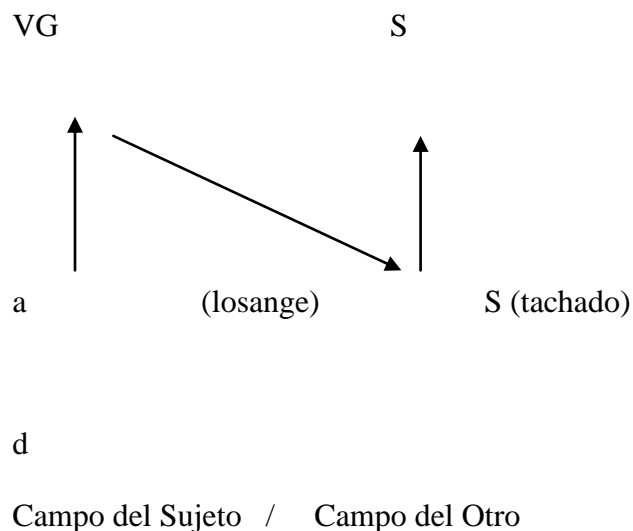 VG S
a (losange) S (tachado)
d
Campo del Sujeto / Campo del Otro